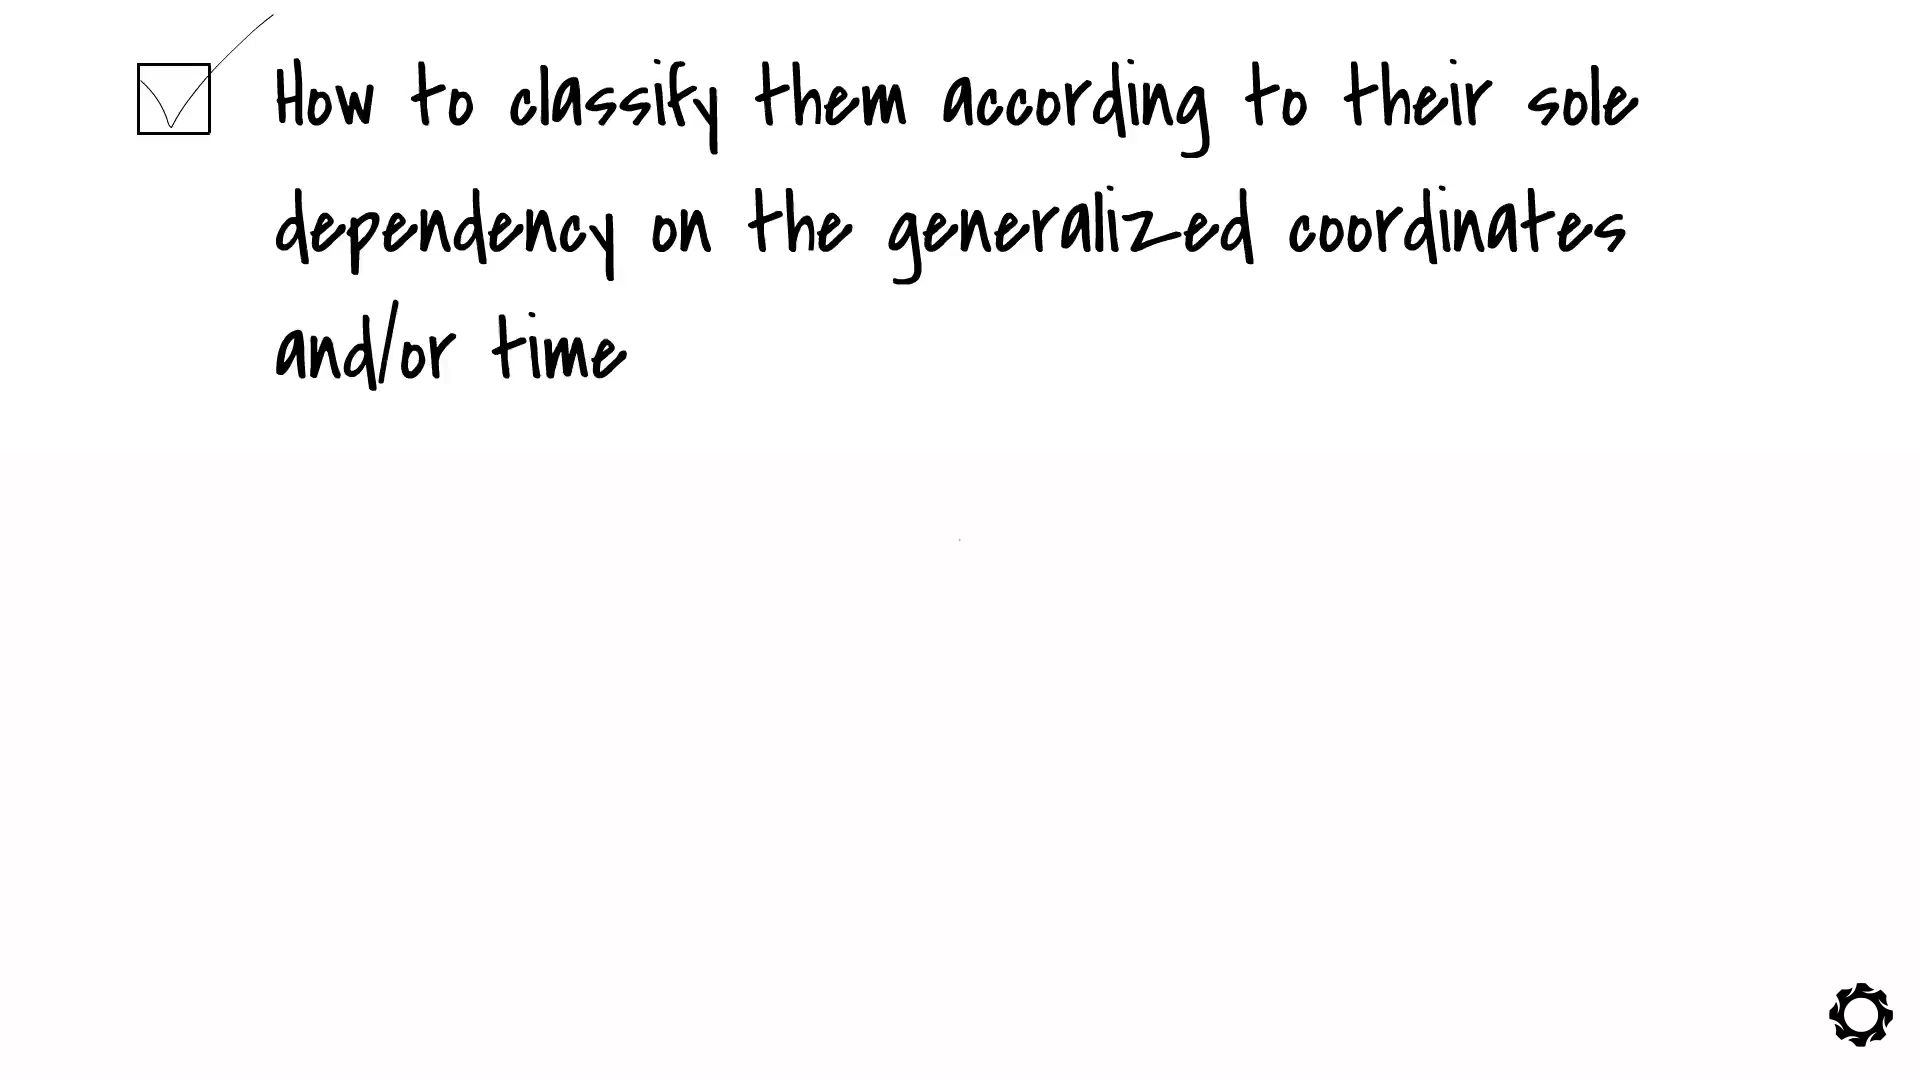 How to classify them according to their sole
dependency on the generalized coordinates
and/or time